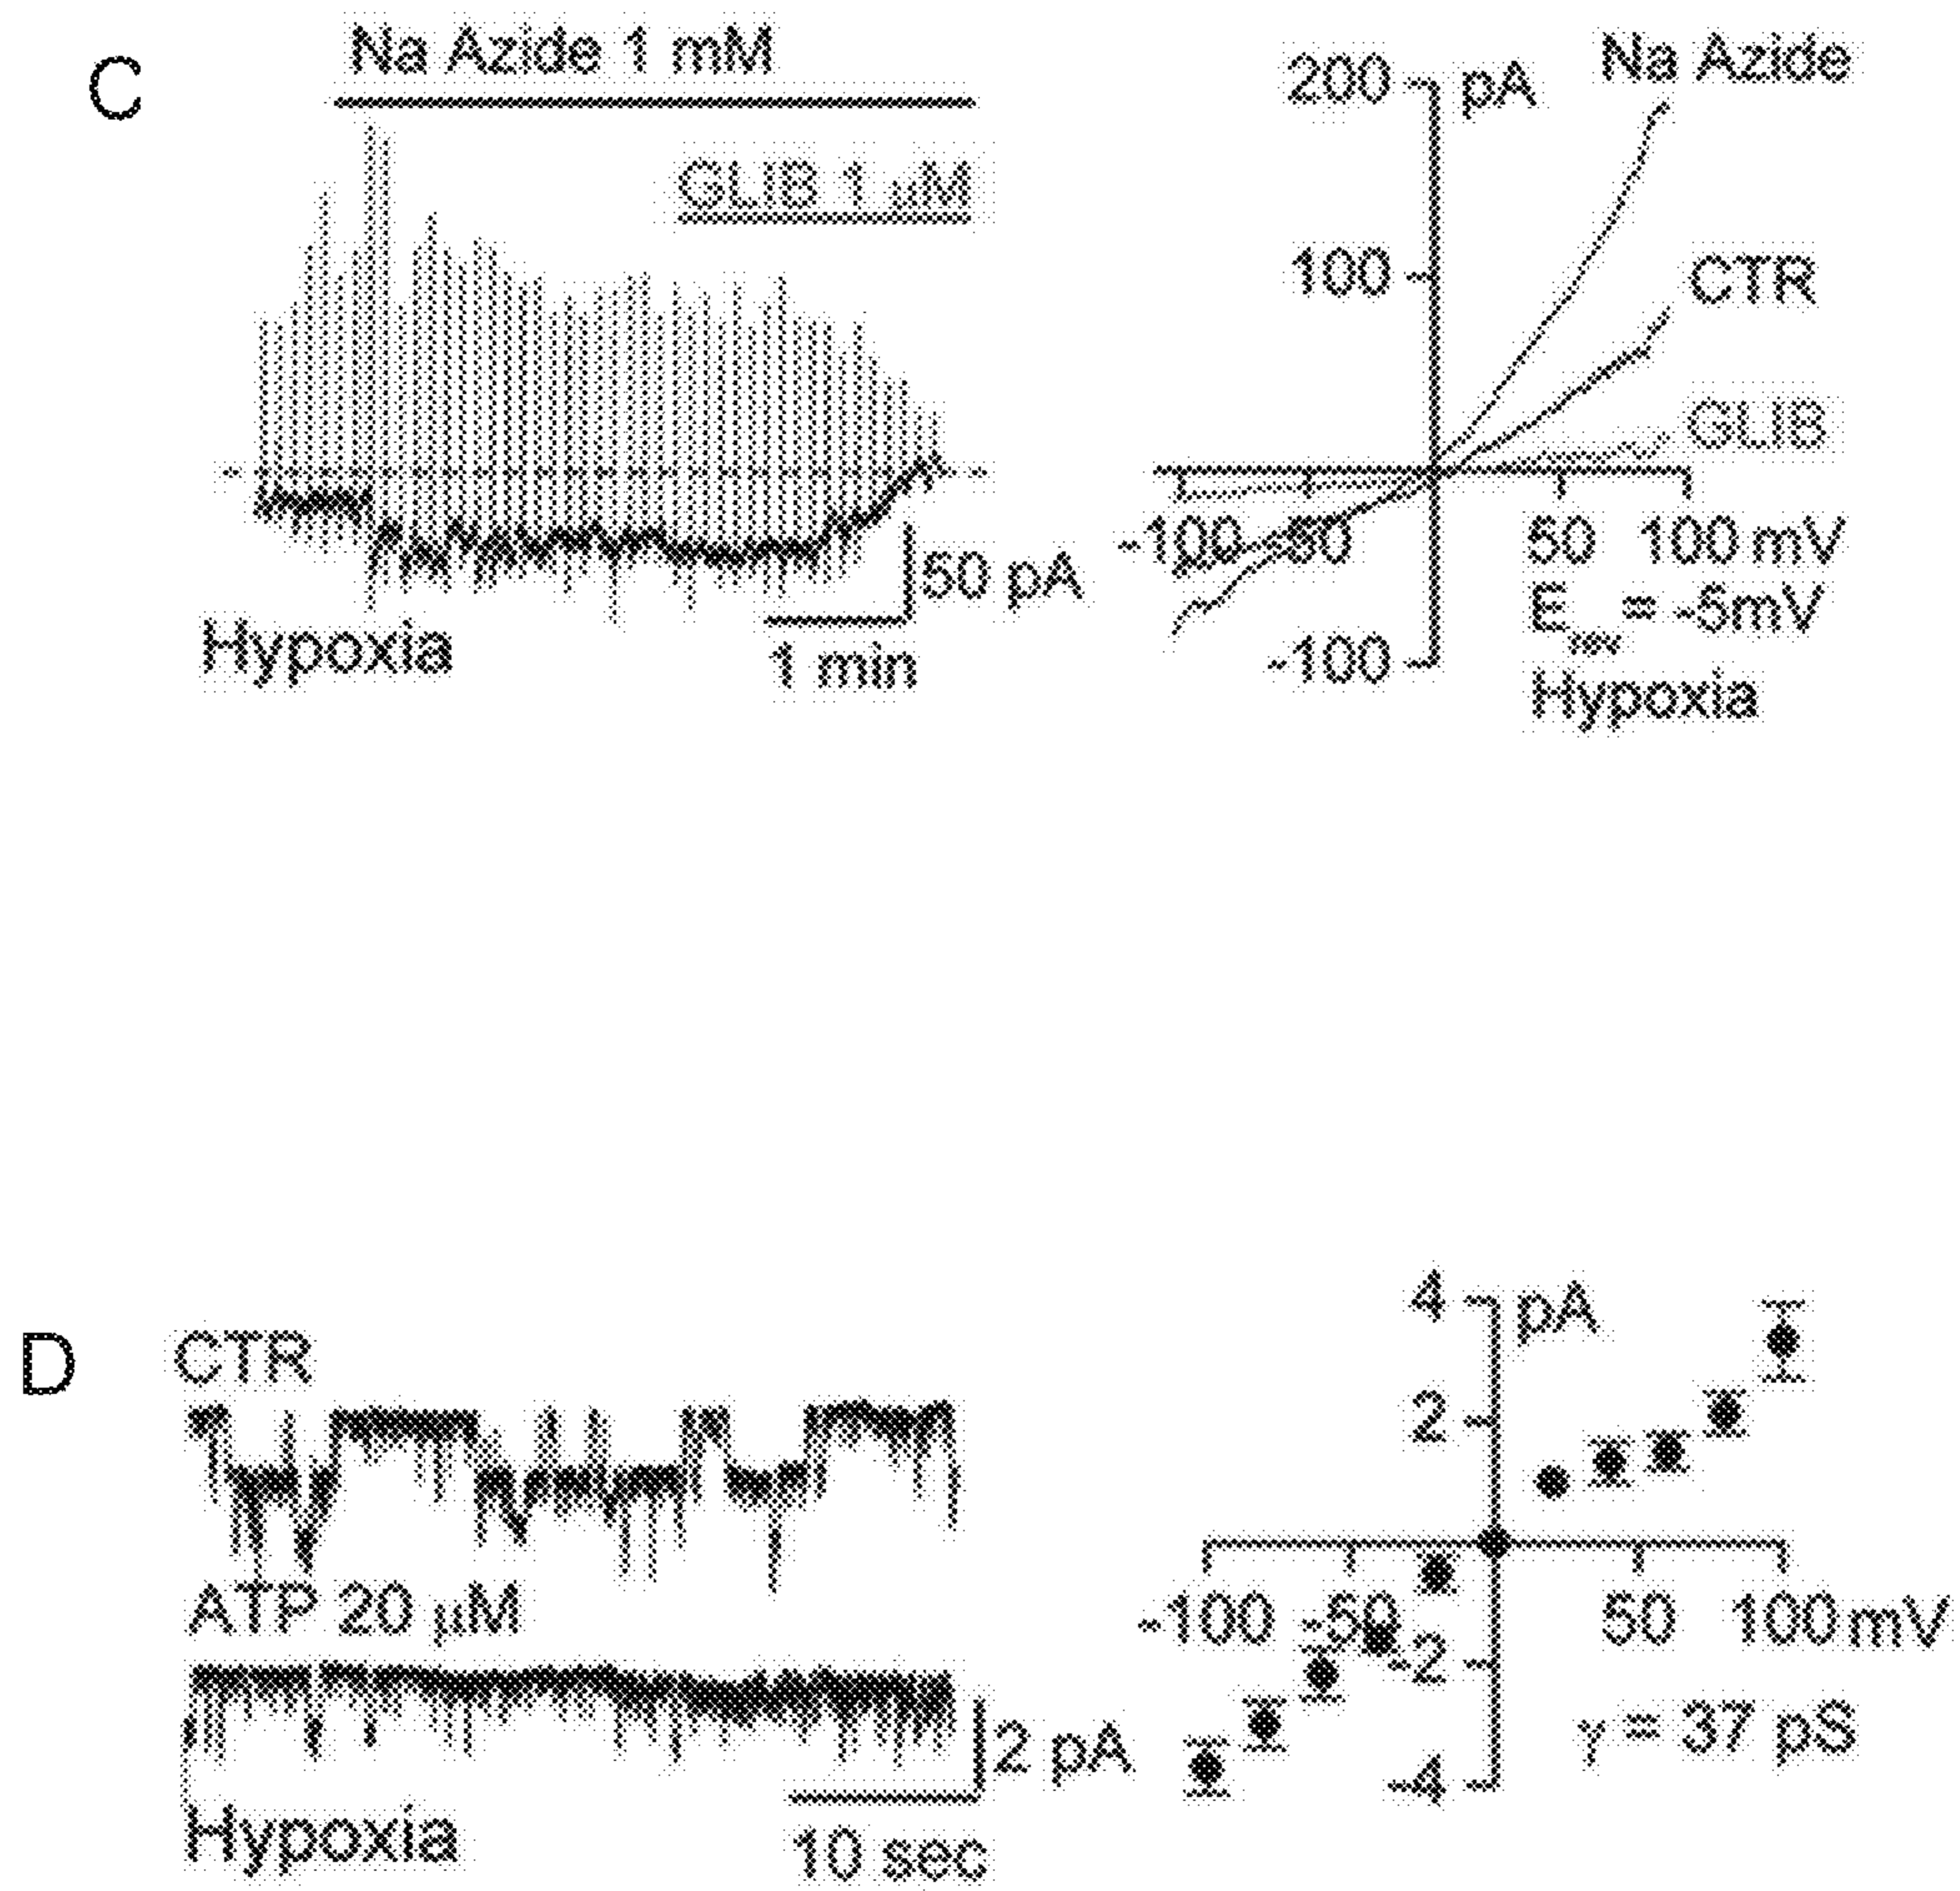 C
Na Azide 1 mM
GLIB 1 µM
50 pA
1 min
Hypoxia
200
pA
Na Azide
100
CTR
GLIB
-100 -50 50 100 mV
E rev = -5mV
-100
Hypoxia
D
CTR
ATP 20 µM
2 pA
Hypoxia
10 sec
4
pA
2
-100 -50 50 100 mV
-2
γ = 37 pS
-4